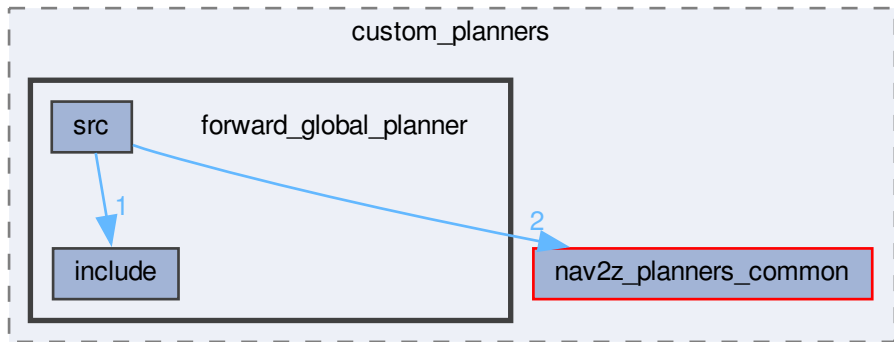 custom_planners
src
forward_global_planner
1
2
include
nav2z_planners_common